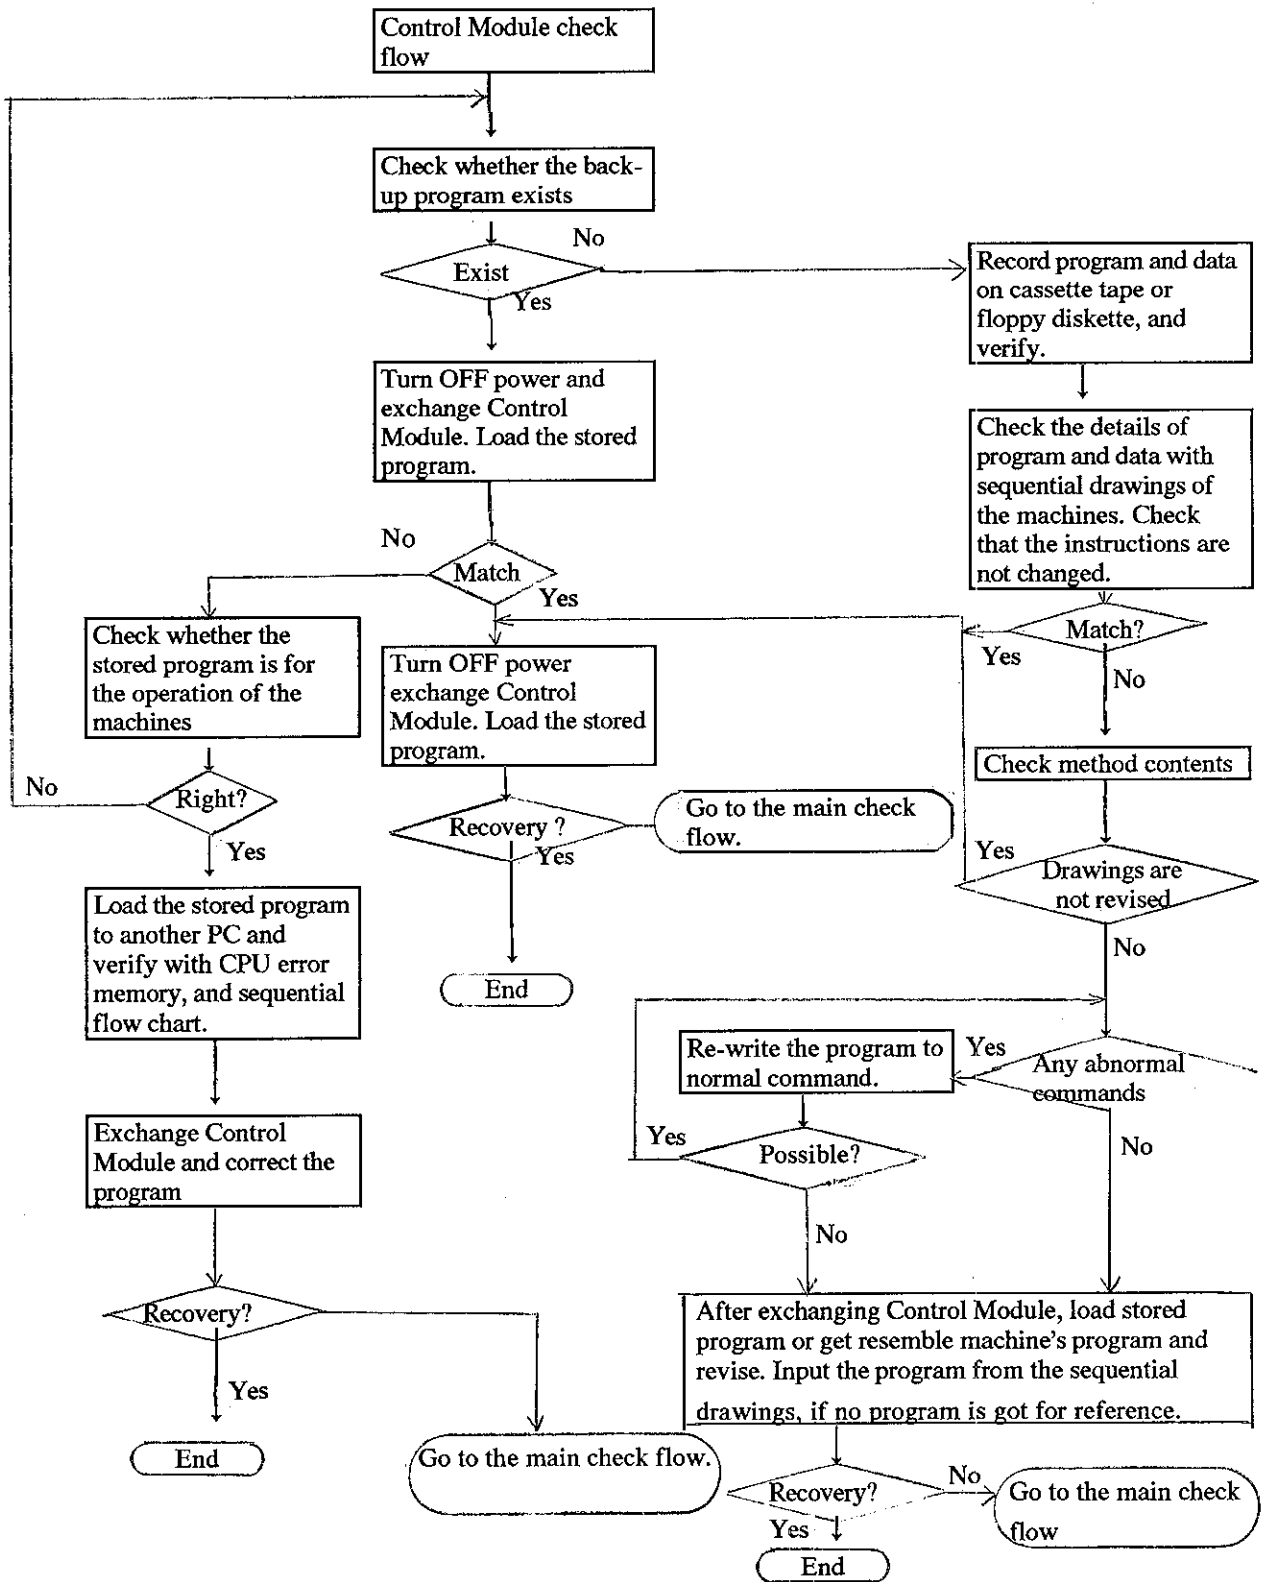 Control Module check
flow
Check whether the back-
up program exists
No
Exist
Yes
Record program and data
on cassette tape or
floppy diskette, and
verify.
Turn OFF power and
exchange Control
Module. Load the stored
program.
Check the details of
program and data with
sequential drawings of
the machines. Check
that the instructions are
not changed.
No
Match
Yes
Match?
Yes
No
Check whether the
stored program is for
the operation of the
machines
Turn OFF power
exchange Control
Module. Load the stored
program.
Check method contents
No
Right?
Yes
Recovery ?
Yes
Go to the main check
flow.
Yes
Drawings are
not revised
No
Load the stored program
to another PC and
verify with CPU error
memory, and sequential
flow chart.
End
Re-write the program to
normal command.
Yes
Any abnormal
commands
No
Yes
Possible?
No
Exchange Control
Module and correct the
program
Recovery?
Yes
End
Go to the main check flow.
After exchanging Control Module, load stored
program or get resemble machine's program and
revise. Input the program from the sequential
drawings, if no program is got for reference.
Recovery?
No
Yes
Go to the main check
flow
End